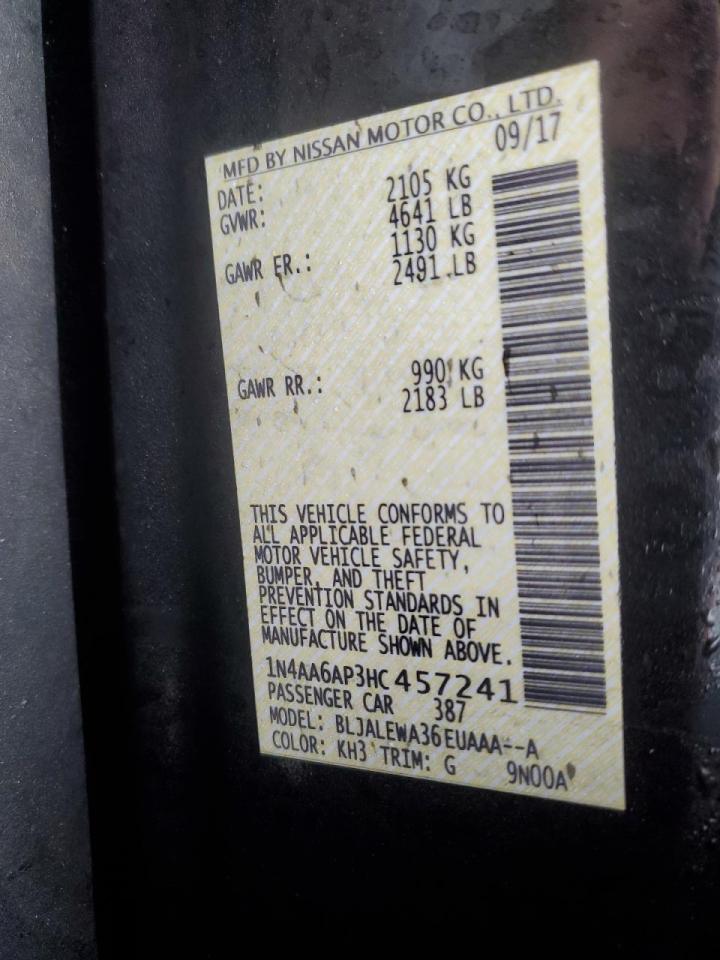 MFD BY NISSAN MOTOR CO., LTD.
DATE: 09/17
GVWR: 2105 KG
4641 LB
GAWR FR.: 1130 KG
2491 LB
GAWR RR.: 990 KG
2183 LB
THIS VEHICLE CONFORMS TO
ALL APPLICABLE FEDERAL
MOTOR VEHICLE SAFETY,
BUMPER, AND THEFT
PREVENTION STANDARDS IN
EFFECT ON THE DATE OF
MANUFACTURE SHOWN ABOVE.
1N4AA6AP3HC457241
PASSENGER CAR 387
MODEL: BLJALEWA36EUAAA--A
COLOR: KH3 TRIM: G 9N00A